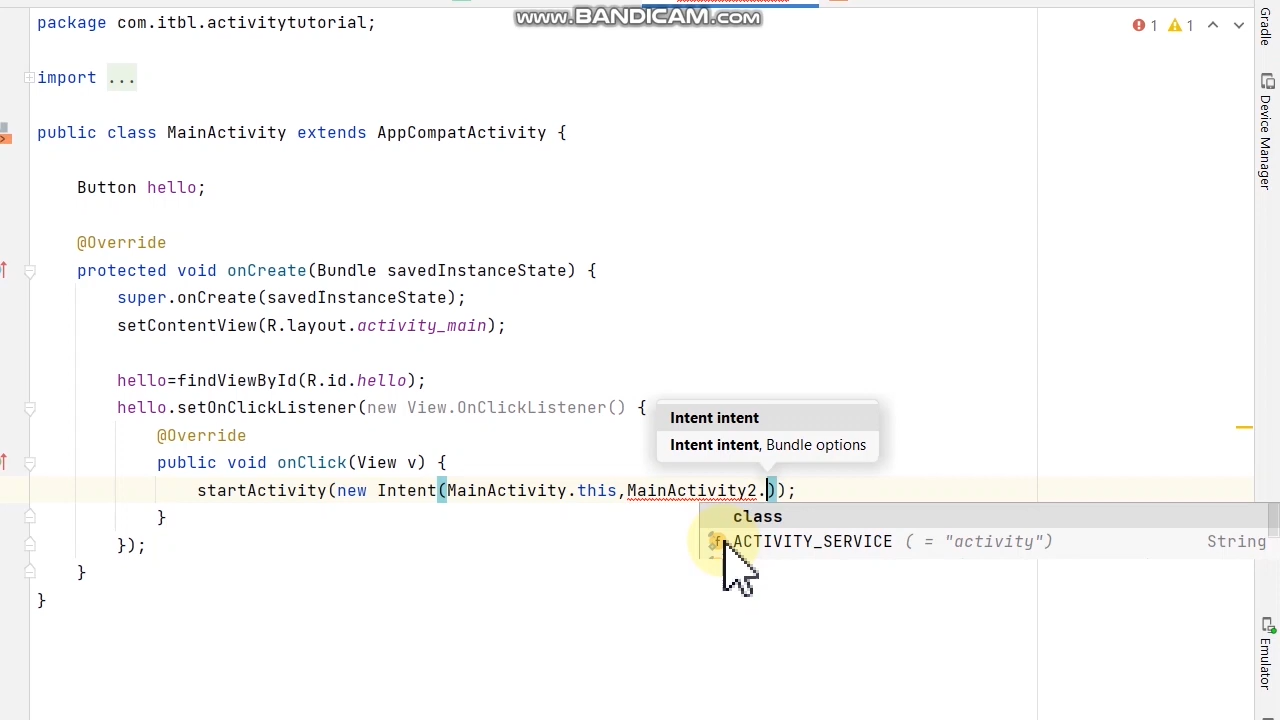 www.BANDICAM.com
package com.itbl.activitytutorial;
1 1
import ...
public class MainActivity extends AppCompatActivity {
Button hello;
@Override
protected void onCreate(Bundle savedInstanceState) {
super.onCreate(savedInstanceState);
setContentView(R.layout.activity_main);
hello=findViewById(R.id.hello);
hello.setOnClickListener(new View.OnClickListener() {
Intent intent
@Override
Intent intent, Bundle options
public void onClick(View v) {
startActivity(new Intent(MainActivity.this,MainActivity2.));
}
class
ACTIVITY_SERVICE ( = "activity") String
});
}
}
Gradle
Device Manager
Emulator